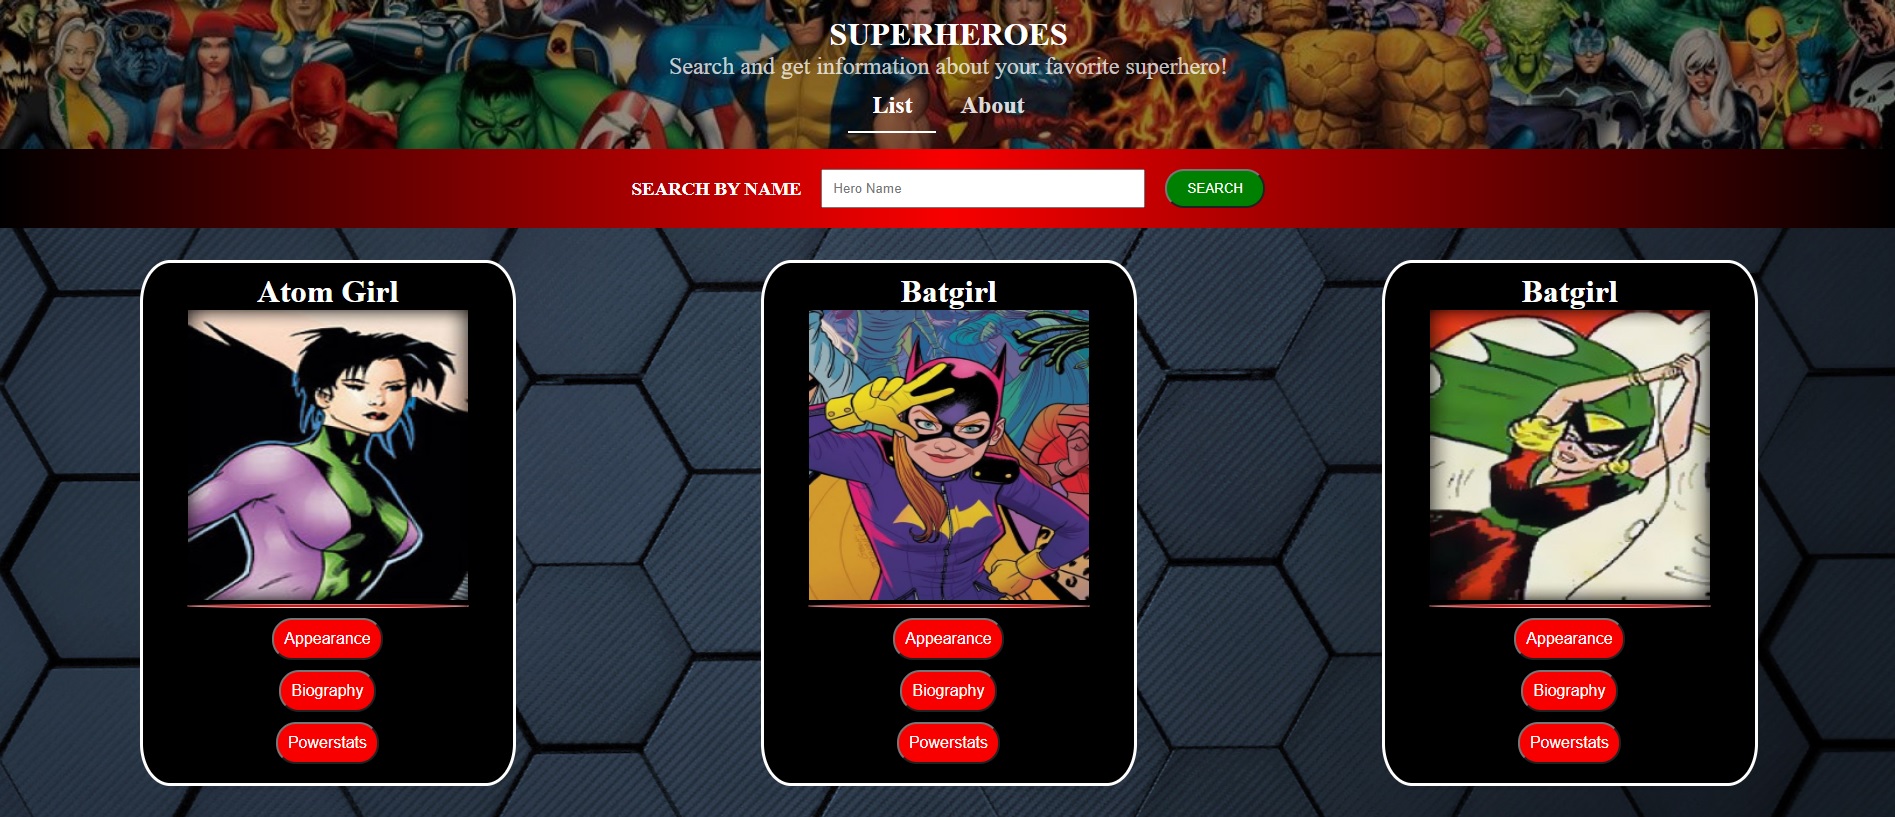 SUPERHEROES
Search and get information about your favorite superhero!
List About
SEARCH BY NAME Hero Name SEARCH
Atom Girl
Batgirl
Batgirl
Appearance
Appearance
Appearance
Biography
Biography
Biography
Powerstats
Powerstats
Powerstats